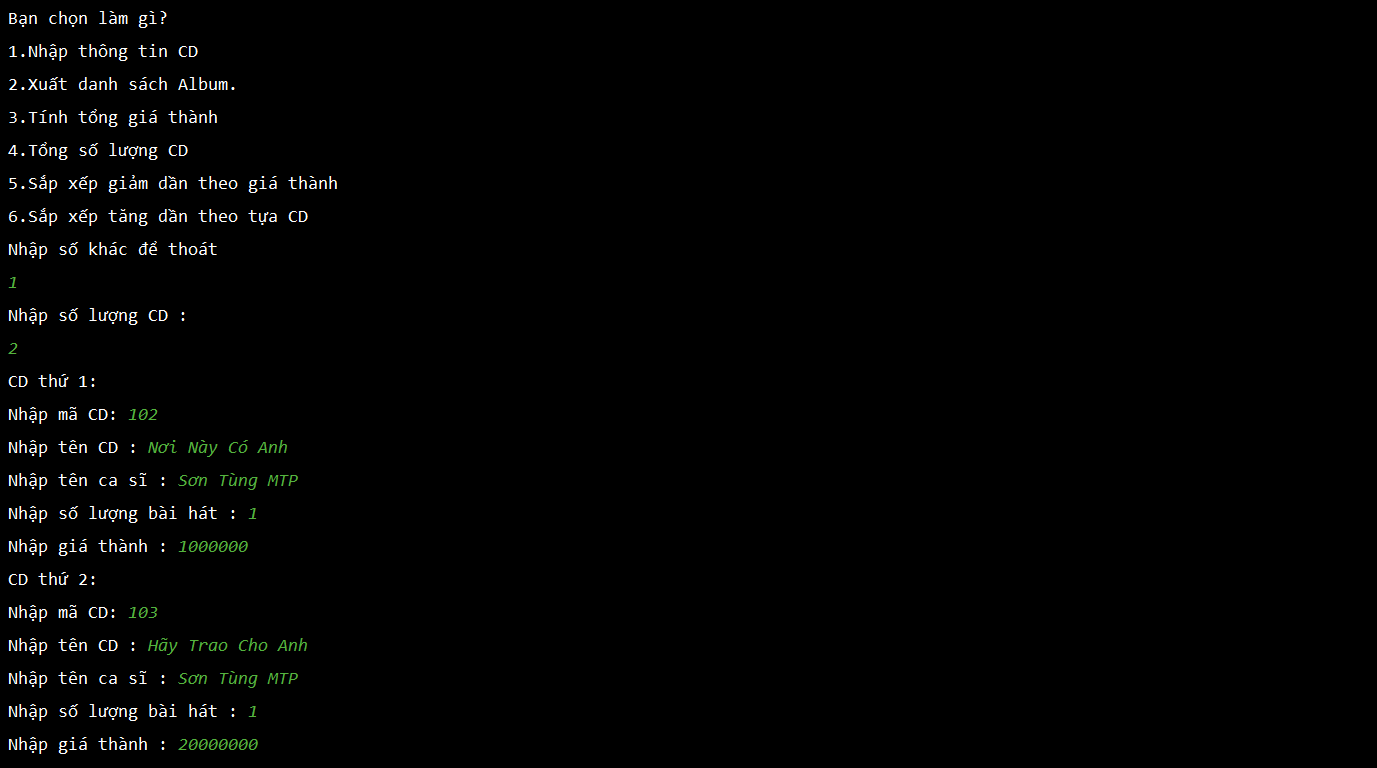 Bạn chọn làm gì?
1.Nhập thông tin CD
2.Xuất danh sách Album.
3.Tính tổng giá thành
4.Tổng số lượng CD
5.Sắp xếp giảm dần theo giá thành
6.Sắp xếp tăng dần theo tựa CD
Nhập số khác để thoát
1
Nhập số lượng CD :
2
CD thứ 1:
Nhập mã CD: 102
Nhập tên CD : Nơi Này Có Anh
Nhập tên ca sĩ : Sơn Tùng MTP
Nhập số lượng bài hát : 1
Nhập giá thành : 1000000
CD thứ 2:
Nhập mã CD: 103
Nhập tên CD : Hãy Trao Cho Anh
Nhập tên ca sĩ : Sơn Tùng MTP
Nhập số lượng bài hát : 1
Nhập giá thành : 20000000